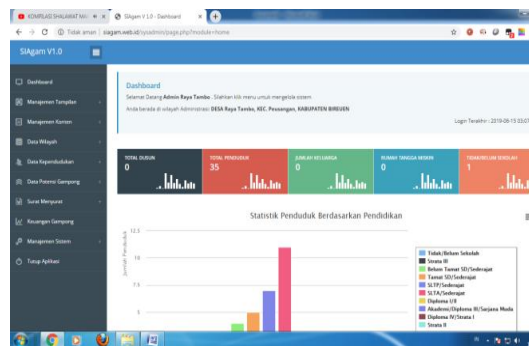 KOMPILASI SHALAWAT
SIAgam V 1.0 - Dashboard
Tidak aman
sagam.web.id/sysadmin/page.php?module=home
SIAgam V1.0
Dashboard
Manajemen Tampilan
Manajemen Konten
Data Wilayah
Data Kependudukan
Data Potensi Gampong
Surat Menyurat
Keuangan Gampong
Manajemen Sistem
Tutup Aplikasi
Dashboard
Selamat Datang Admin Raya Tambo . Silahkan klik menu untuk mengelola sistem
Anda berada di wilayah Administrasi: DESA Raya Tambo, KEC. Peusangan, KABUPATEN BIREUEN
Login Terakhir : 2019-08-15 03:07
TOTAL DUSUN
0
TOTAL PENDUDUK
35
JUMLAH KELUARGA
0
RUMAH TANGGA MISKIN
0
1
Statistik Penduduk Berdasarkan Pendidikan
Jumlah Penduduk
12.5
10
7.5
5
Tidak/Belum Sekolah
Strata III
Belum Tamat SD/Sederajat
Tamat SD/Sederajat
SLTP/Sederajat
SLTA/Sederajat
Diploma I/II
Akademi/Diploma III/Sarjana Muda
Diploma IV/Strata I
Strata II
IN